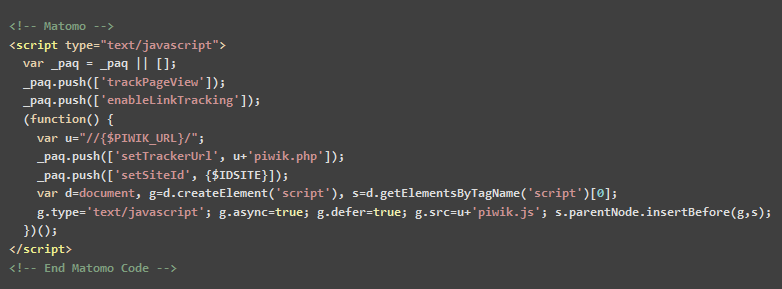 <!-- Matomo -->
<script type="text/javascript">
  var _paq = _paq || [];
  _paq.push(['trackPageView']);
  _paq.push(['enableLinkTracking']);
  (function() {
    var u="//{$PIWIK_URL}/";
    _paq.push(['setTrackerUrl', u+'piwik.php']);
    _paq.push(['setSiteId', {$IDSITE}]);
    var d=document, g=d.createElement('script'), s=d.getElementsByTagName('script')[0];
    g.type='text/javascript'; g.async=true; g.defer=true; g.src=u+'piwik.js'; s.parentNode.insertBefore(g,s);
  })();
</script>
<!-- End Matomo Code -->